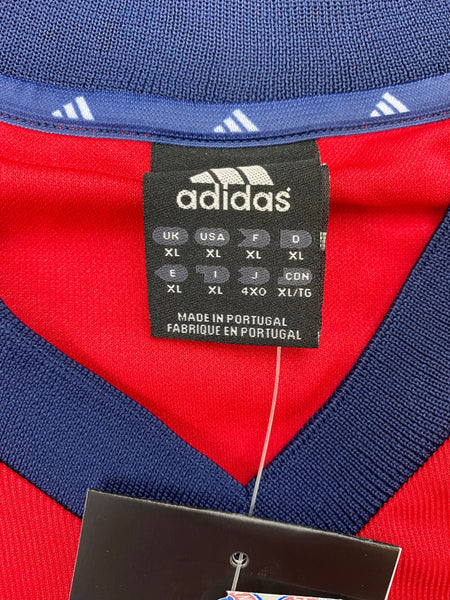 adidas
UK USA F D
XL XL XL XL
E I J CDN
XL XL 4XO XL/TG
MADE IN PORTUGAL
FABRIQUE EN PORTUGAL